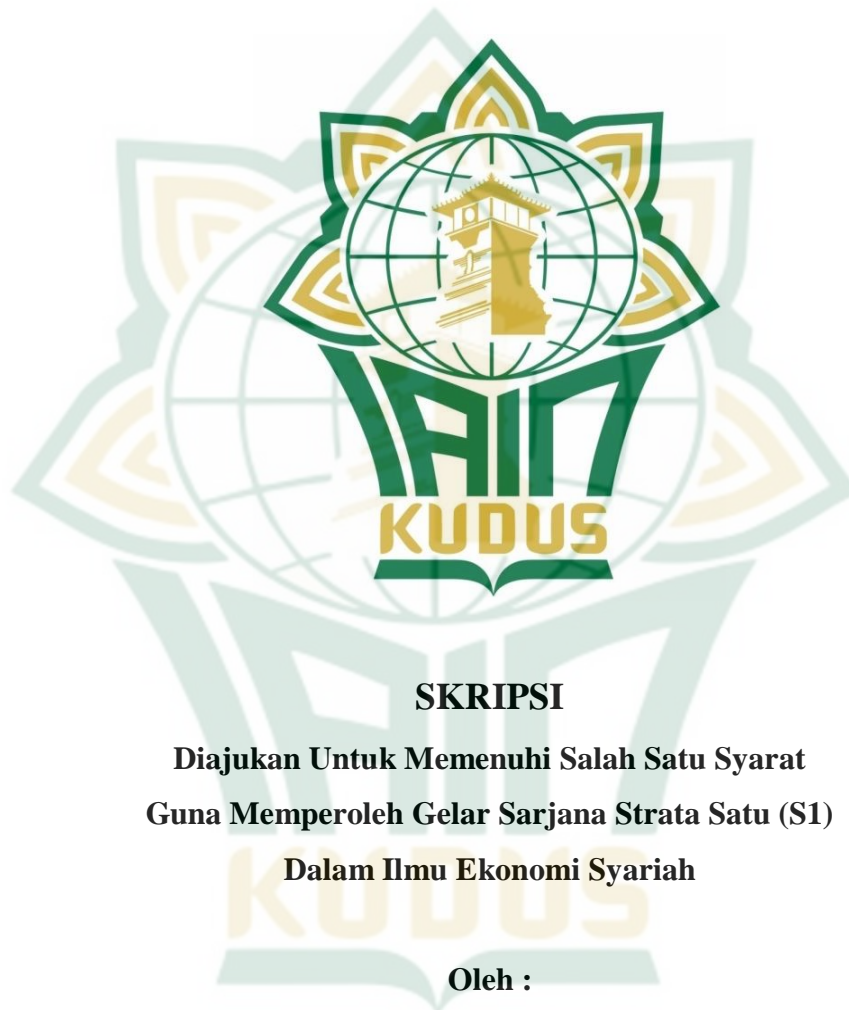 IAIN
KUDUS
SKRIPSI
Diajukan Untuk Memenuhi Salah Satu Syarat
Guna Memperoleh Gelar Sarjana Strata Satu (S1)
Dalam Ilmu Ekonomi Syariah
Oleh :